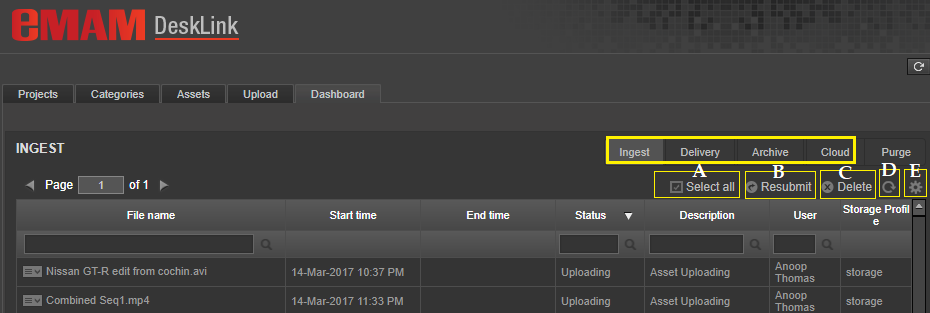 eMAM DeskLink
Projects Categories Assets Upload Dashboard
INGEST
Ingest Delivery Archive Cloud Purge
A B C D E
Page 1 of 1 Select all Resubmit Delete
File name Start time End time Status Description User Storage Profil
e
Nissan GT-R edit from cochin.avi 14-Mar-2017 10:37 PM Uploading Asset Uploading Anoop
Thomas storage
Combined Seq1.mp4 14-Mar-2017 11:33 PM Uploading Asset Uploading Anoop
Thomas storage